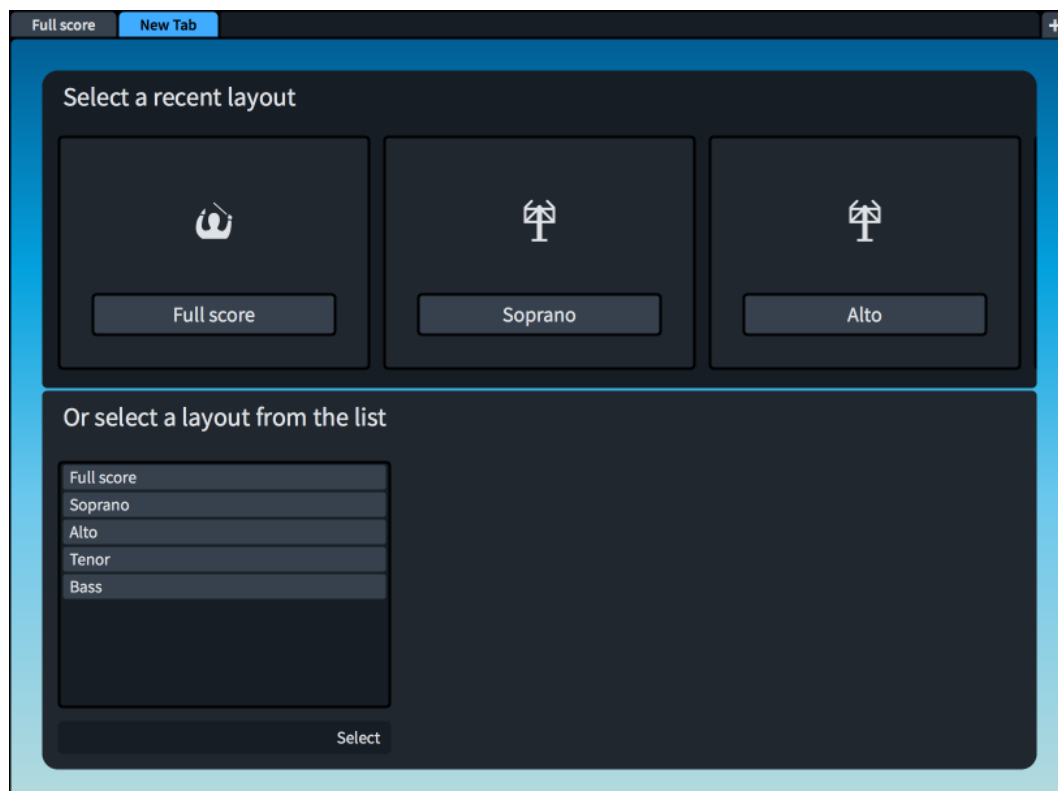 Full score New Tab +
Select a recent layout
Full score Soprano Alto
Or select a layout from the list
Full score
Soprano
Alto
Tenor
Bass
Select